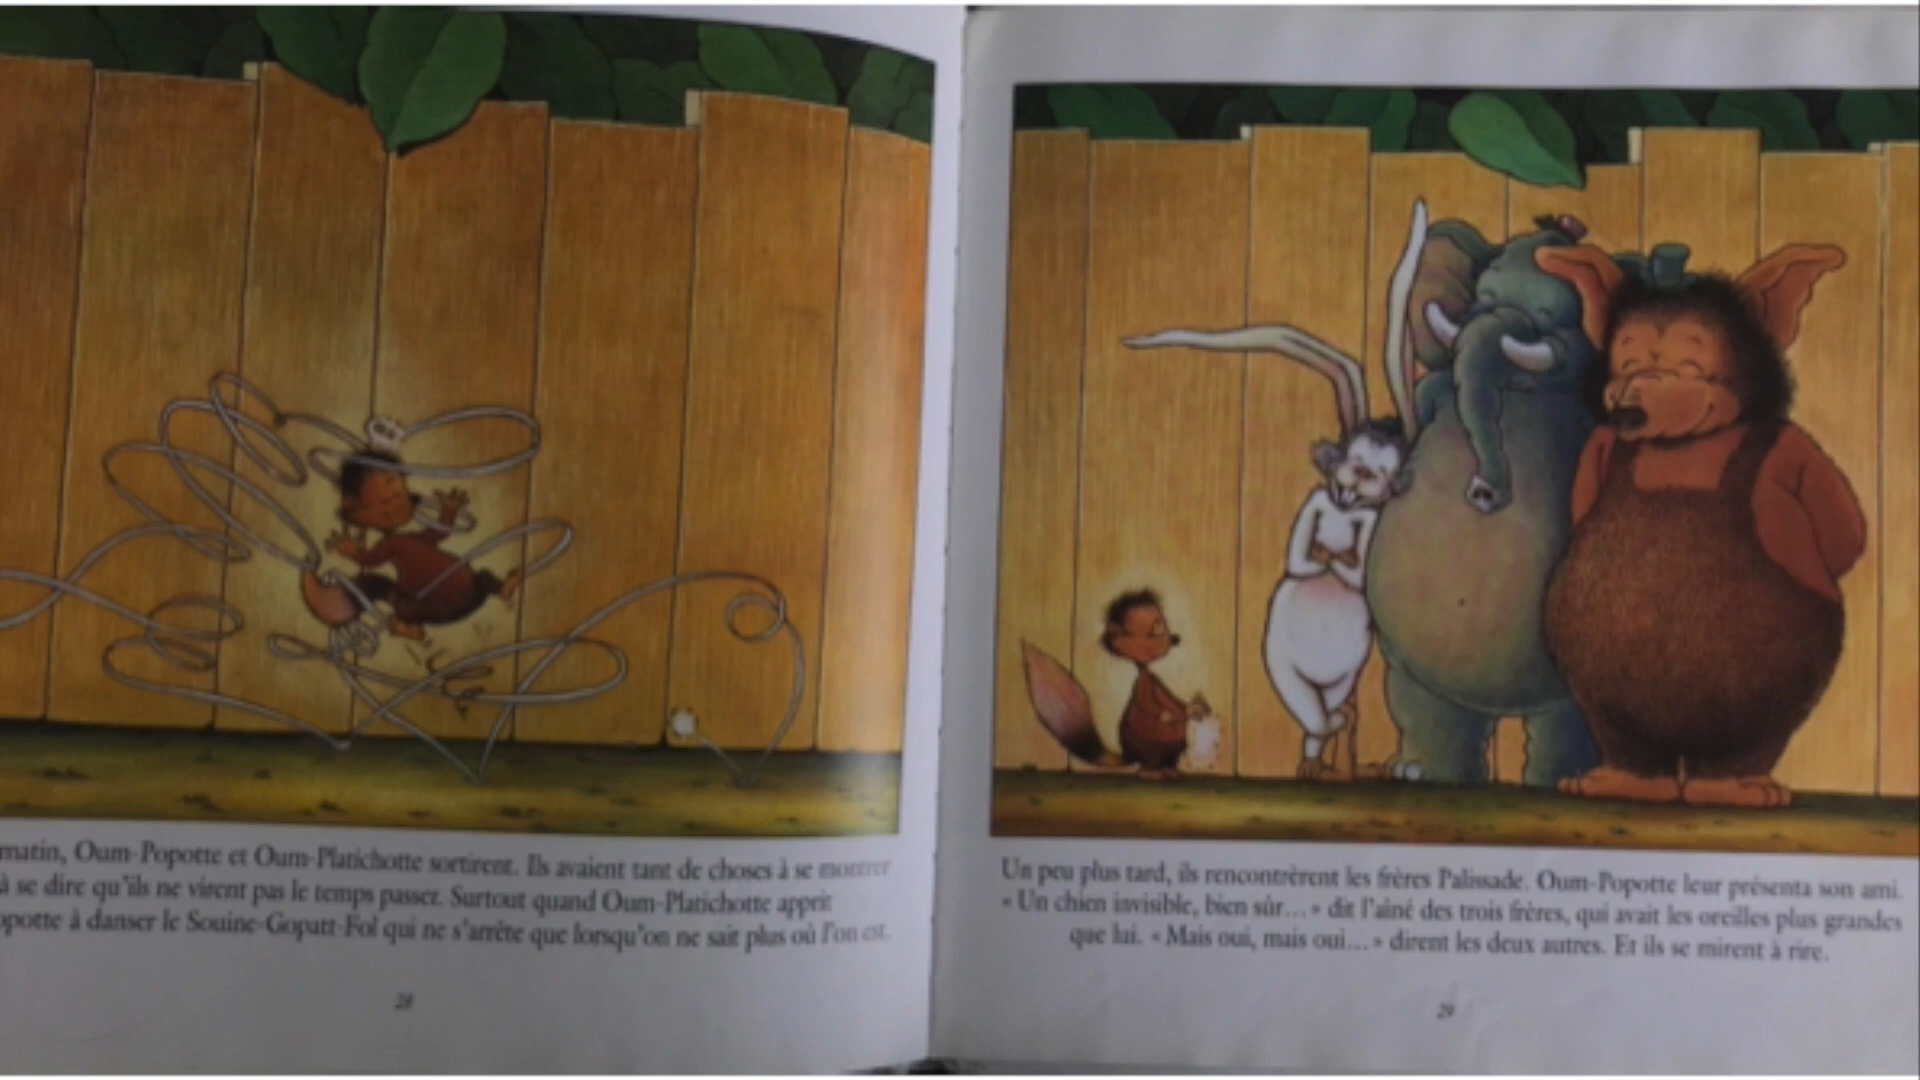 matin, Oum-Popotte et Oum-Platichotte sortirent. Ils avaient tant de choses à se montrer
à se dire qu'ils ne virent pas le temps passer. Surtout quand Oum-Platichotte apprit
opotte à danser le Souine-Gopatt-Fol qui ne s'arrête que lorsqu'on ne sait plus où l'on est.
28
Un peu plus tard, ils rencontrèrent les frères Palissade. Oum-Popotte leur présenta son ami.
« Un chien invisible, bien sûr... » dit l'aîné des trois frères, qui avait les oreilles plus grandes
que lui. « Mais oui, mais oui... » dirent les deux autres. Et ils se mirent à rire.
29